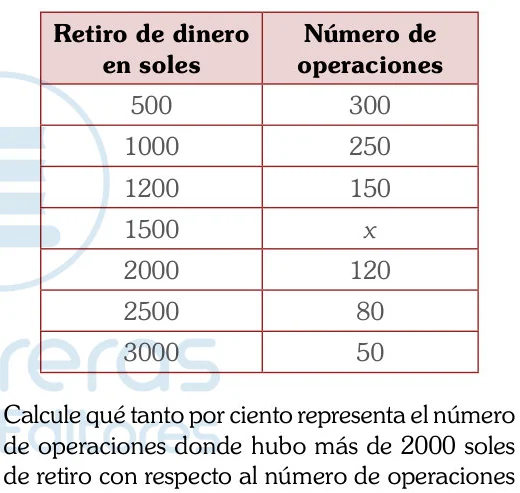 Retiro de dinero en soles | Número de operaciones
500 | 300
1000 | 250
1200 | 150
1500 | x
2000 | 120
2500 | 80
3000 | 50
reras
Editores
Calcule qué tanto por ciento representa el número
de operaciones donde hubo más de 2000 soles
de retiro con respecto al número de operaciones